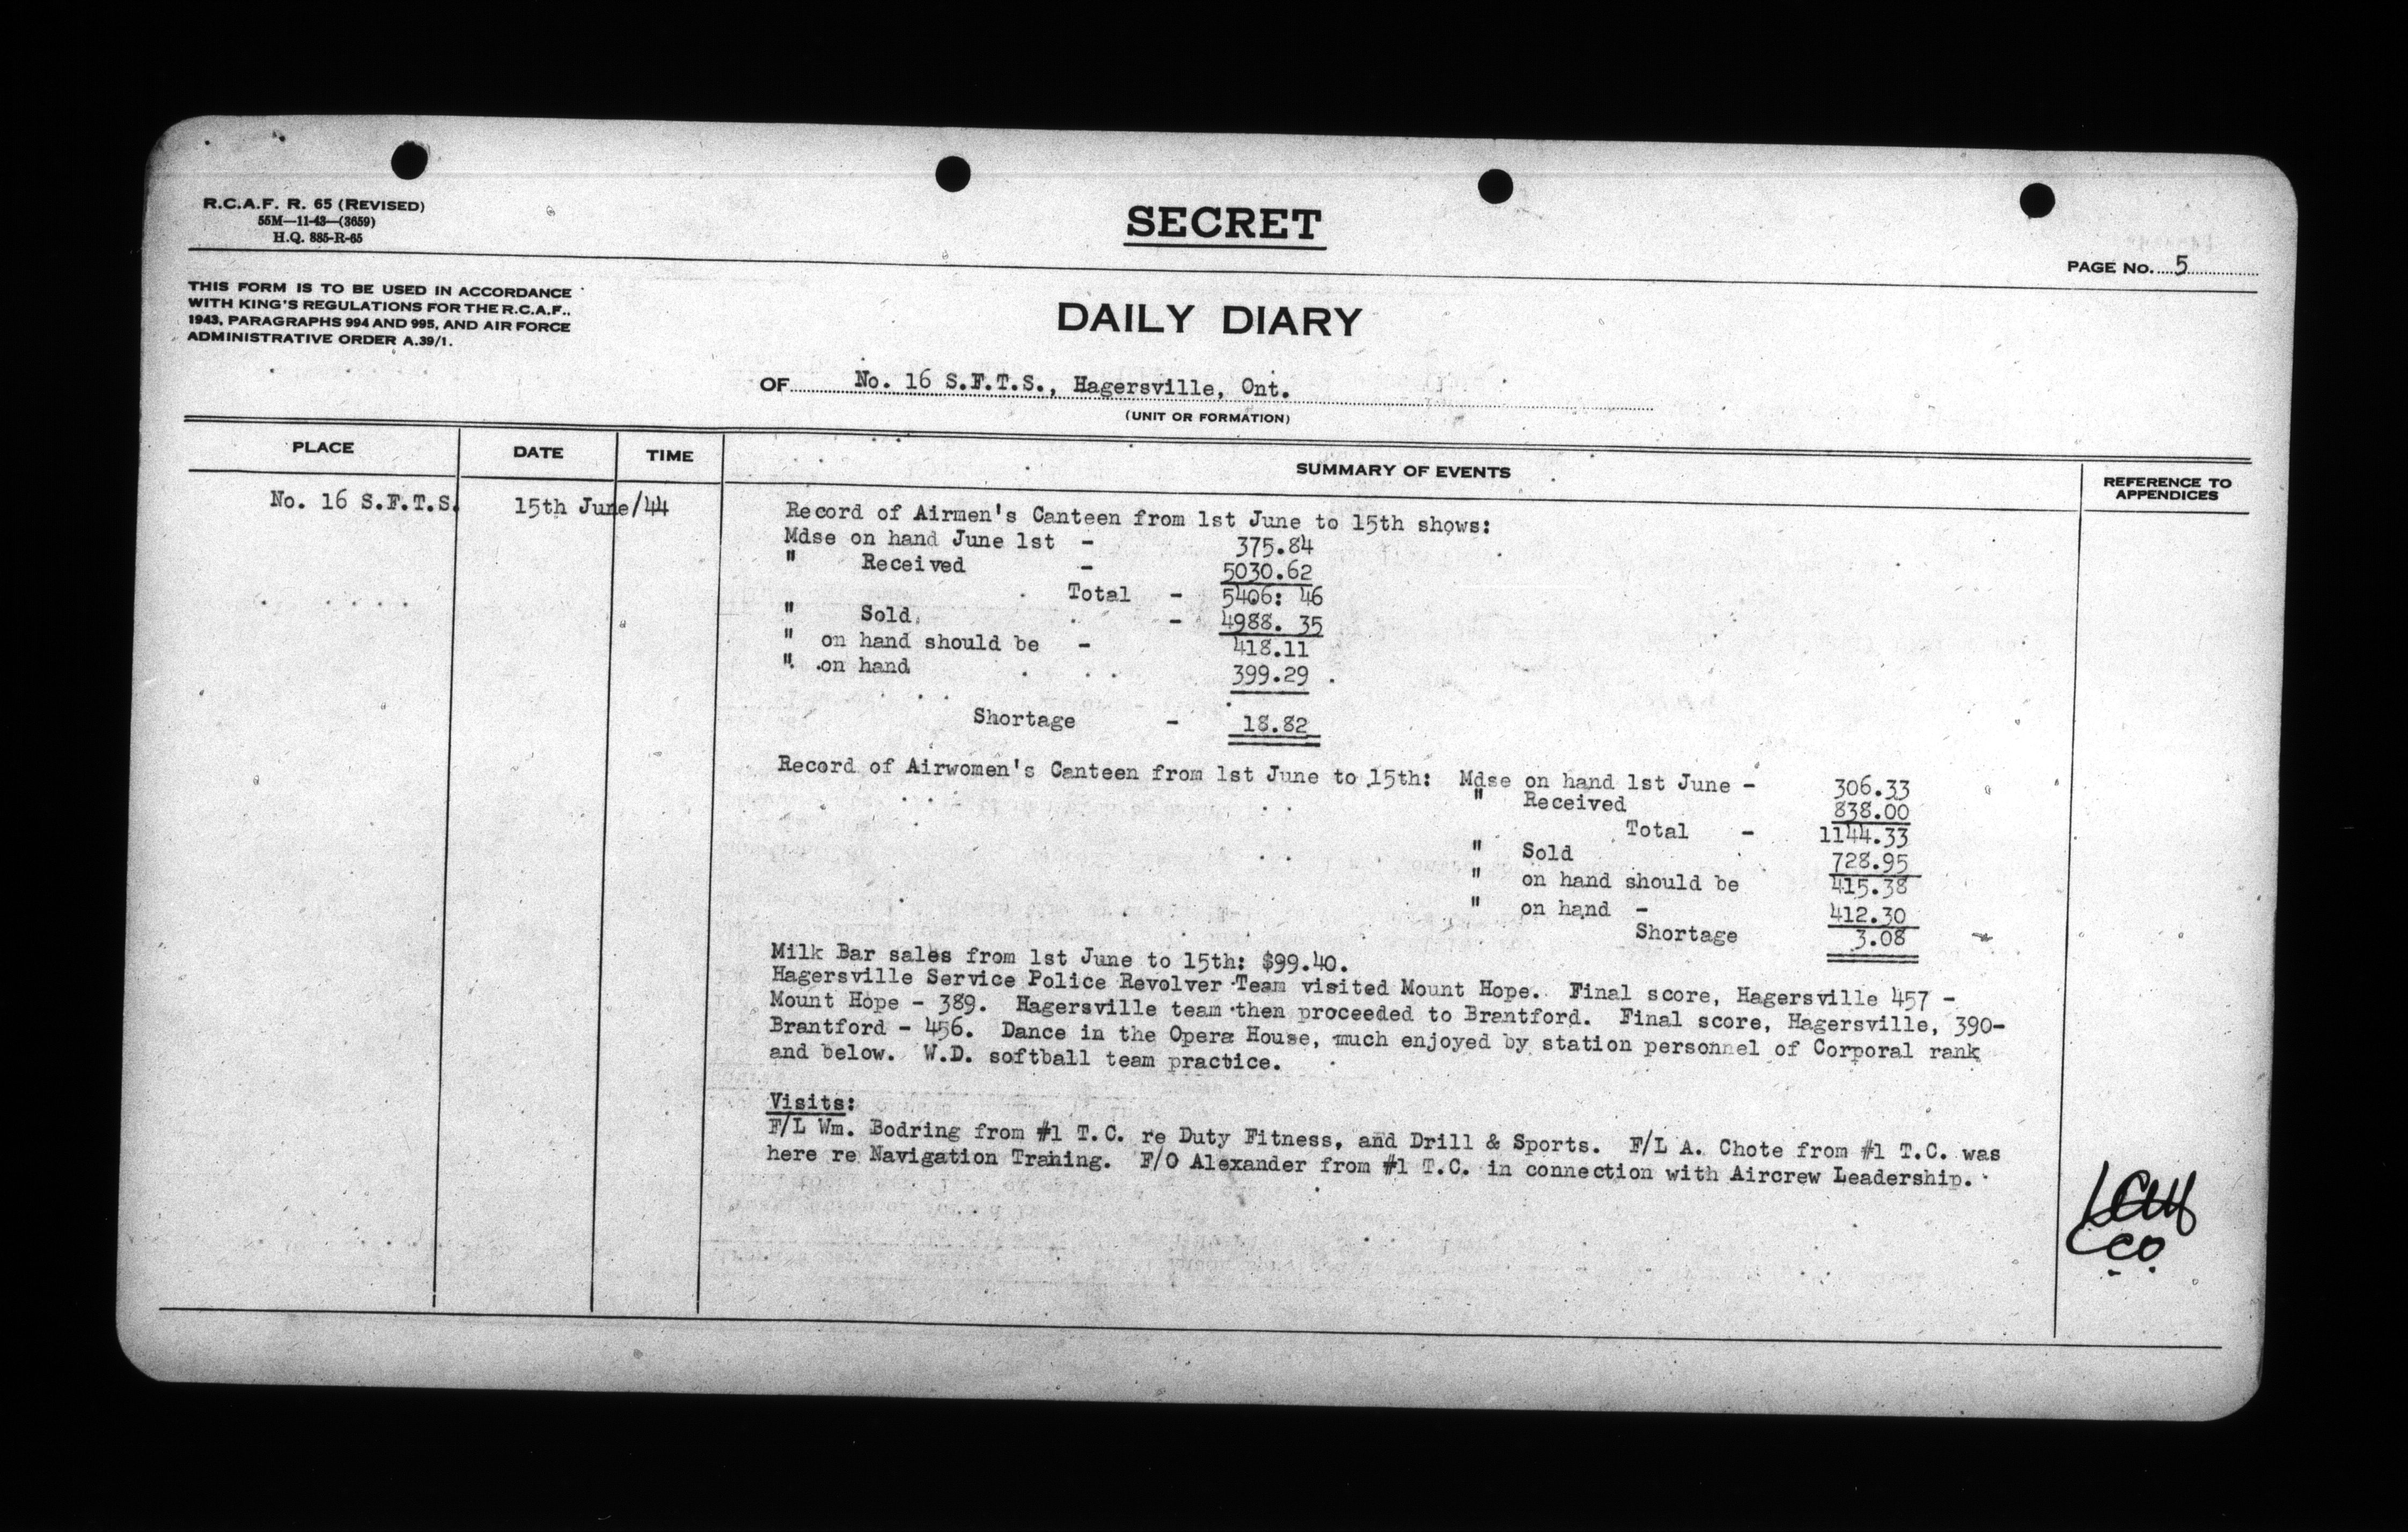 R.C.A.F. R. 65 (REVISED)
55M—11-43—(3659)
H.Q. 885-R-65
SECRET
PAGE No. 5
THIS FORM IS TO BE USED IN ACCORDANCE
WITH KING'S REGULATIONS FOR THE R.C.A.F.,
1943, PARAGRAPHS 994 AND 995, AND AIR FORCE
ADMINISTRATIVE ORDER A.39/1.
DAILY DIARY
OF No. 16 S.F.T.S., Hagersville, Ont.
(UNIT OR FORMATION)
PLACE DATE TIME SUMMARY OF EVENTS REFERENCE TO APPENDICES
No. 16 S.F.T.S. 15th June/44
Record of Airmen's Canteen from 1st June to 15th shows:
Mdse on hand June 1st - 375.84
" Received - 5030.62
Total - 5406: 46
" Sold. - 4988. 35
" on hand should be - 418.11
" on hand 399.29
Shortage - 18.82
Record of Airwomen's Canteen from 1st June to 15th: Mdse on hand 1st June - 306.33
" Received 838.00
Total - 1144.33
" Sold 728.95
" on hand should be 415.38
" on hand - 412.30
Shortage 3.08
Milk Bar sales from 1st June to 15th: $99.40.
Hagersville Service Police Revolver Team visited Mount Hope. Final score, Hagersville 457 -
Mount Hope - 389. Hagersville team then proceeded to Brantford. Final score, Hagersville, 390-
Brantford - 456. Dance in the Opera House, much enjoyed by station personnel of Corporal rank
and below. W.D. softball team practice.
Visits:
F/L Wm. Bodring from #1 T.C. re Duty Fitness, and Drill & Sports. F/L A. Chote from #1 T.C. was
here re Navigation Traning. F/O Alexander from #1 T.C. in connection with Aircrew Leadership.
CO